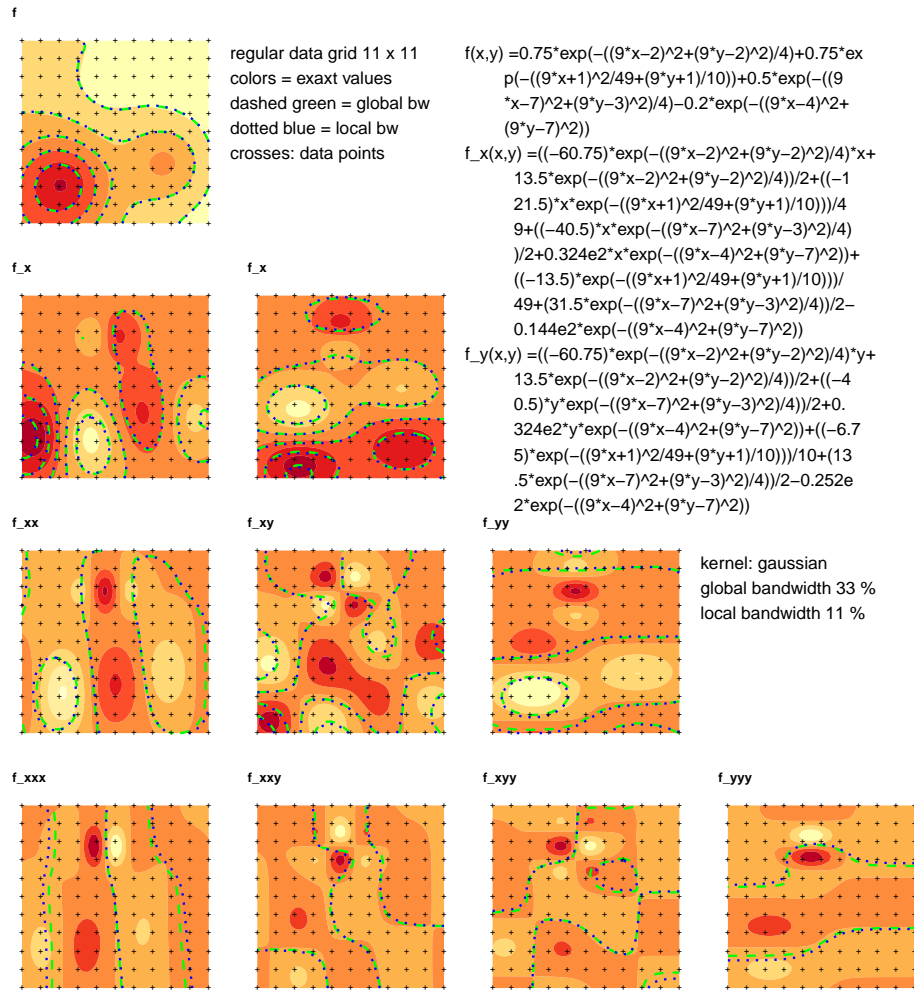 f
regular data grid 11 x 11
colors = exaxt values
dashed green = global bw
dotted blue = local bw
crosses: data points
f(x,y) =0.75*exp(−((9*x−2)^2+(9*y−2)^2)/4)+0.75*ex
p(−((9*x+1)^2/49+(9*y+1)/10))+0.5*exp(−((9
*x−7)^2+(9*y−3)^2)/4)−0.2*exp(−((9*x−4)^2+
(9*y−7)^2))
f_x(x,y) =((−60.75)*exp(−((9*x−2)^2+(9*y−2)^2)/4)*x+
13.5*exp(−((9*x−2)^2+(9*y−2)^2)/4))/2+((−1
21.5)*x*exp(−((9*x+1)^2/49+(9*y+1)/10)))/4
9+((−40.5)*x*exp(−((9*x−7)^2+(9*y−3)^2)/4)
)/2+0.324e2*x*exp(−((9*x−4)^2+(9*y−7)^2))+
((−13.5)*exp(−((9*x+1)^2/49+(9*y+1)/10)))/
49+(31.5*exp(−((9*x−7)^2+(9*y−3)^2)/4))/2−
0.144e2*exp(−((9*x−4)^2+(9*y−7)^2))
f_y(x,y) =((−60.75)*exp(−((9*x−2)^2+(9*y−2)^2)/4)*y+
13.5*exp(−((9*x−2)^2+(9*y−2)^2)/4))/2+((−4
0.5)*y*exp(−((9*x−7)^2+(9*y−3)^2)/4))/2+0.
324e2*y*exp(−((9*x−4)^2+(9*y−7)^2))+((−6.7
5)*exp(−((9*x+1)^2/49+(9*y+1)/10)))/10+(13
.5*exp(−((9*x−7)^2+(9*y−3)^2)/4))/2−0.252e
2*exp(−((9*x−4)^2+(9*y−7)^2))
f_x
f_x
f_xx
f_xy
f_yy
kernel: gaussian
global bandwidth 33 %
local bandwidth 11 %
f_xxx
f_xxy
f_xyy
f_yyy